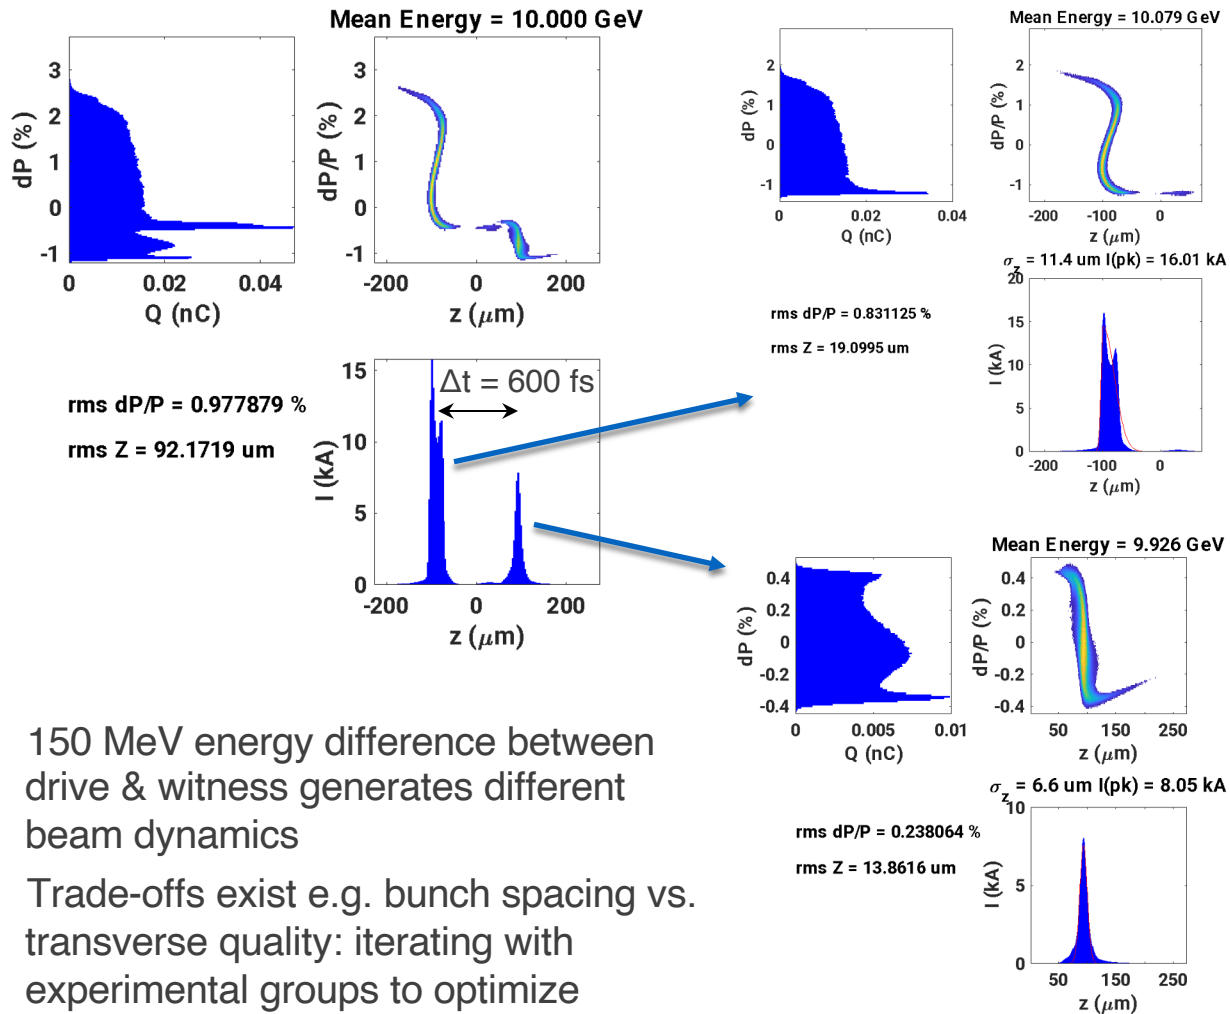 Mean Energy = 10.000 GeV
dP (%)
3
2
1
0
-1
0
0.02
0.04
Q (nC)
dP/P (%)
3
2
1
0
-1
-200
0
200
z (μm)
rms dP/P = 0.977879 %
rms Z = 92.1719 um
I (kA)
15
10
5
0
Δt = 600 fs
-200
0
200
z (μm)
Mean Energy = 10.079 GeV
dP (%)
2
1
0
-1
0
0.02
0.04
Q (nC)
dP/P (%)
2
1
0
-1
-200
-100
0
z (μm)
σz = 11.4 um I(pk) = 16.01 kA
rms dP/P = 0.831125 %
rms Z = 19.0995 um
I (kA)
20
15
10
5
0
-200
-100
0
z (μm)
Mean Energy = 9.926 GeV
dP (%)
0.4
0.2
0
-0.2
-0.4
0
0.005
0.01
Q (nC)
dP/P (%)
0.4
0.2
0
-0.2
-0.4
50
150
250
z (μm)
σz = 6.6 um I(pk) = 8.05 kA
rms dP/P = 0.238064 %
rms Z = 13.8616 um
I (kA)
10
5
0
50
150
250
z (μm)
150 MeV energy difference between
drive & witness generates different
beam dynamics
Trade-offs exist e.g. bunch spacing vs.
transverse quality: iterating with
experimental groups to optimize